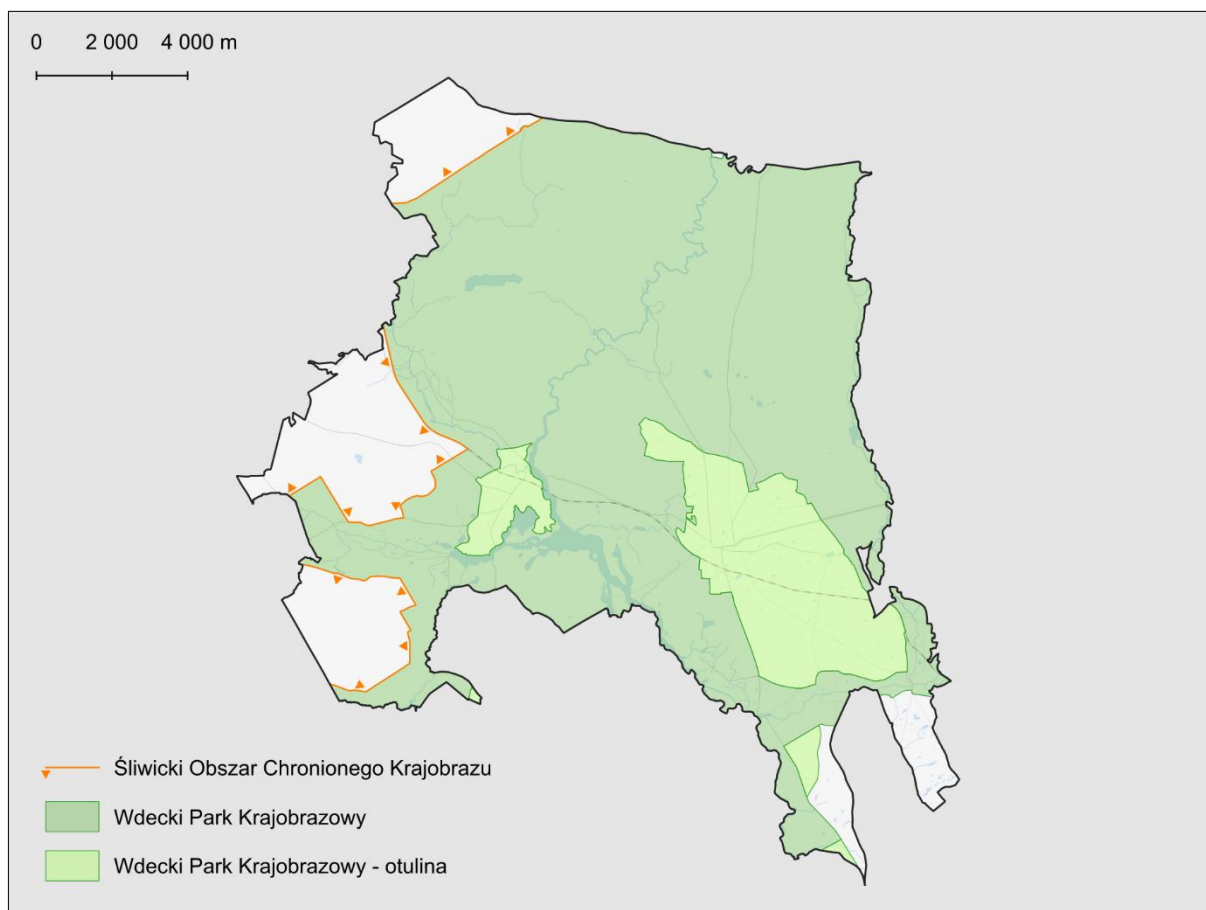 0 2 000 4 000 m
Śliwicki Obszar Chronionego Krajobrazu
Wdecki Park Krajobrazowy
Wdecki Park Krajobrazowy - otulina